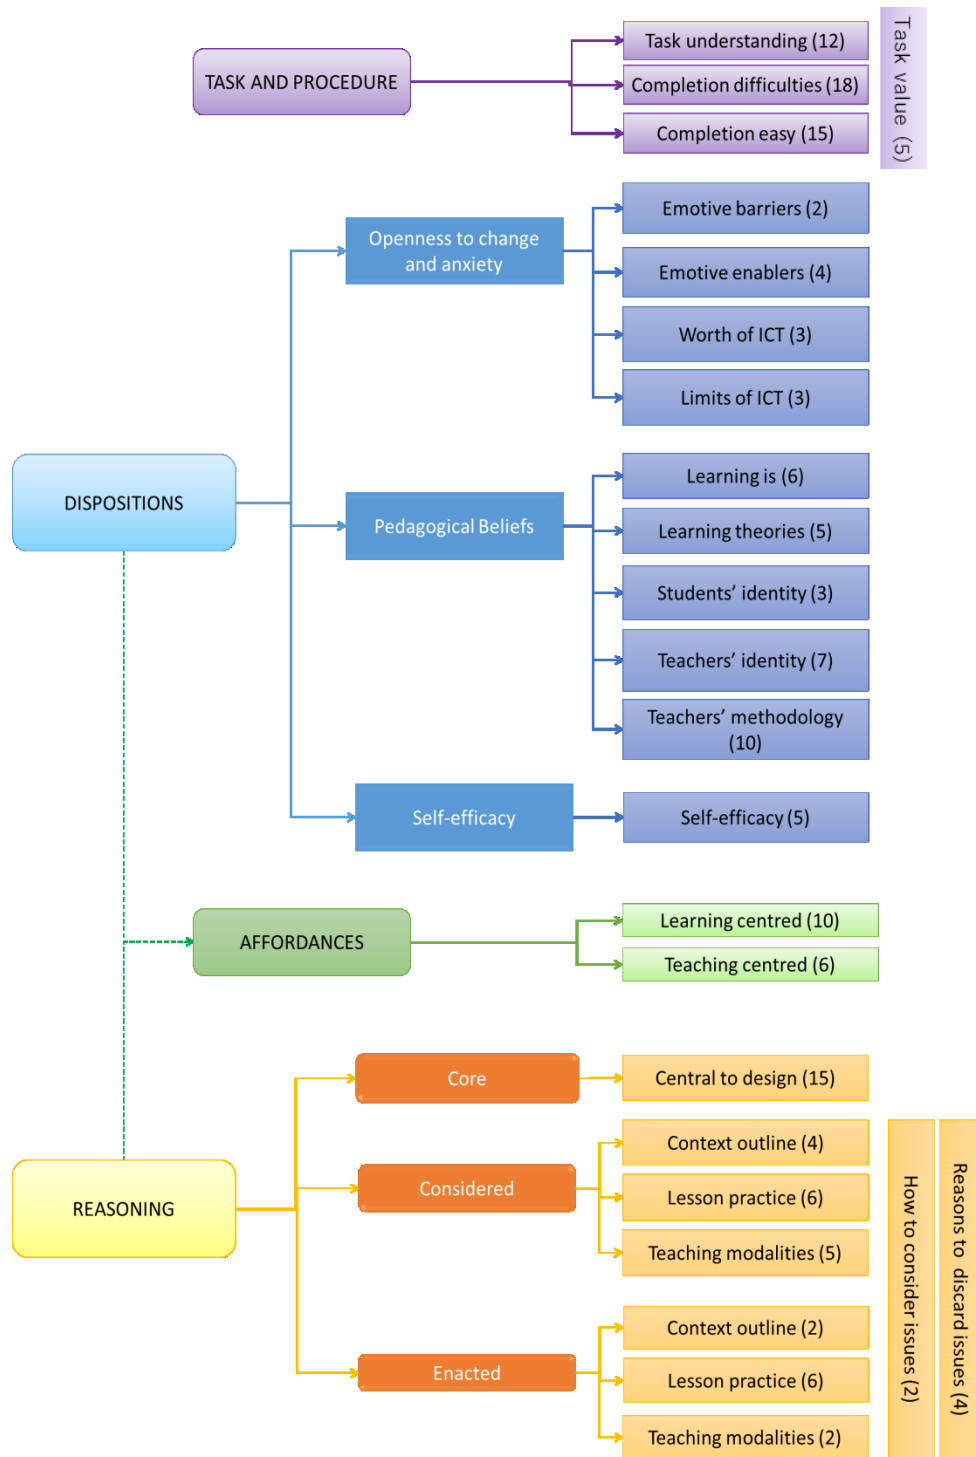 TASK AND PROCEDURE
Task understanding (12)
Completion difficulties (18)
Completion easy (15)
Task value (5)
DISPOSITIONS
Openness to change
and anxiety
Emotive barriers (2)
Emotive enablers (4)
Worth of ICT (3)
Limits of ICT (3)
Pedagogical Beliefs
Learning is (6)
Learning theories (5)
Students’ identity (3)
Teachers’ identity (7)
Teachers’ methodology
(10)
Self-efficacy
Self-efficacy (5)
AFFORDANCES
Learning centred (10)
Teaching centred (6)
REASONING
Core
Central to design (15)
Considered
Context outline (4)
Lesson practice (6)
Teaching modalities (5)
Enacted
Context outline (2)
Lesson practice (6)
Teaching modalities (2)
How to consider issues (2)
Reasons to discard issues (4)